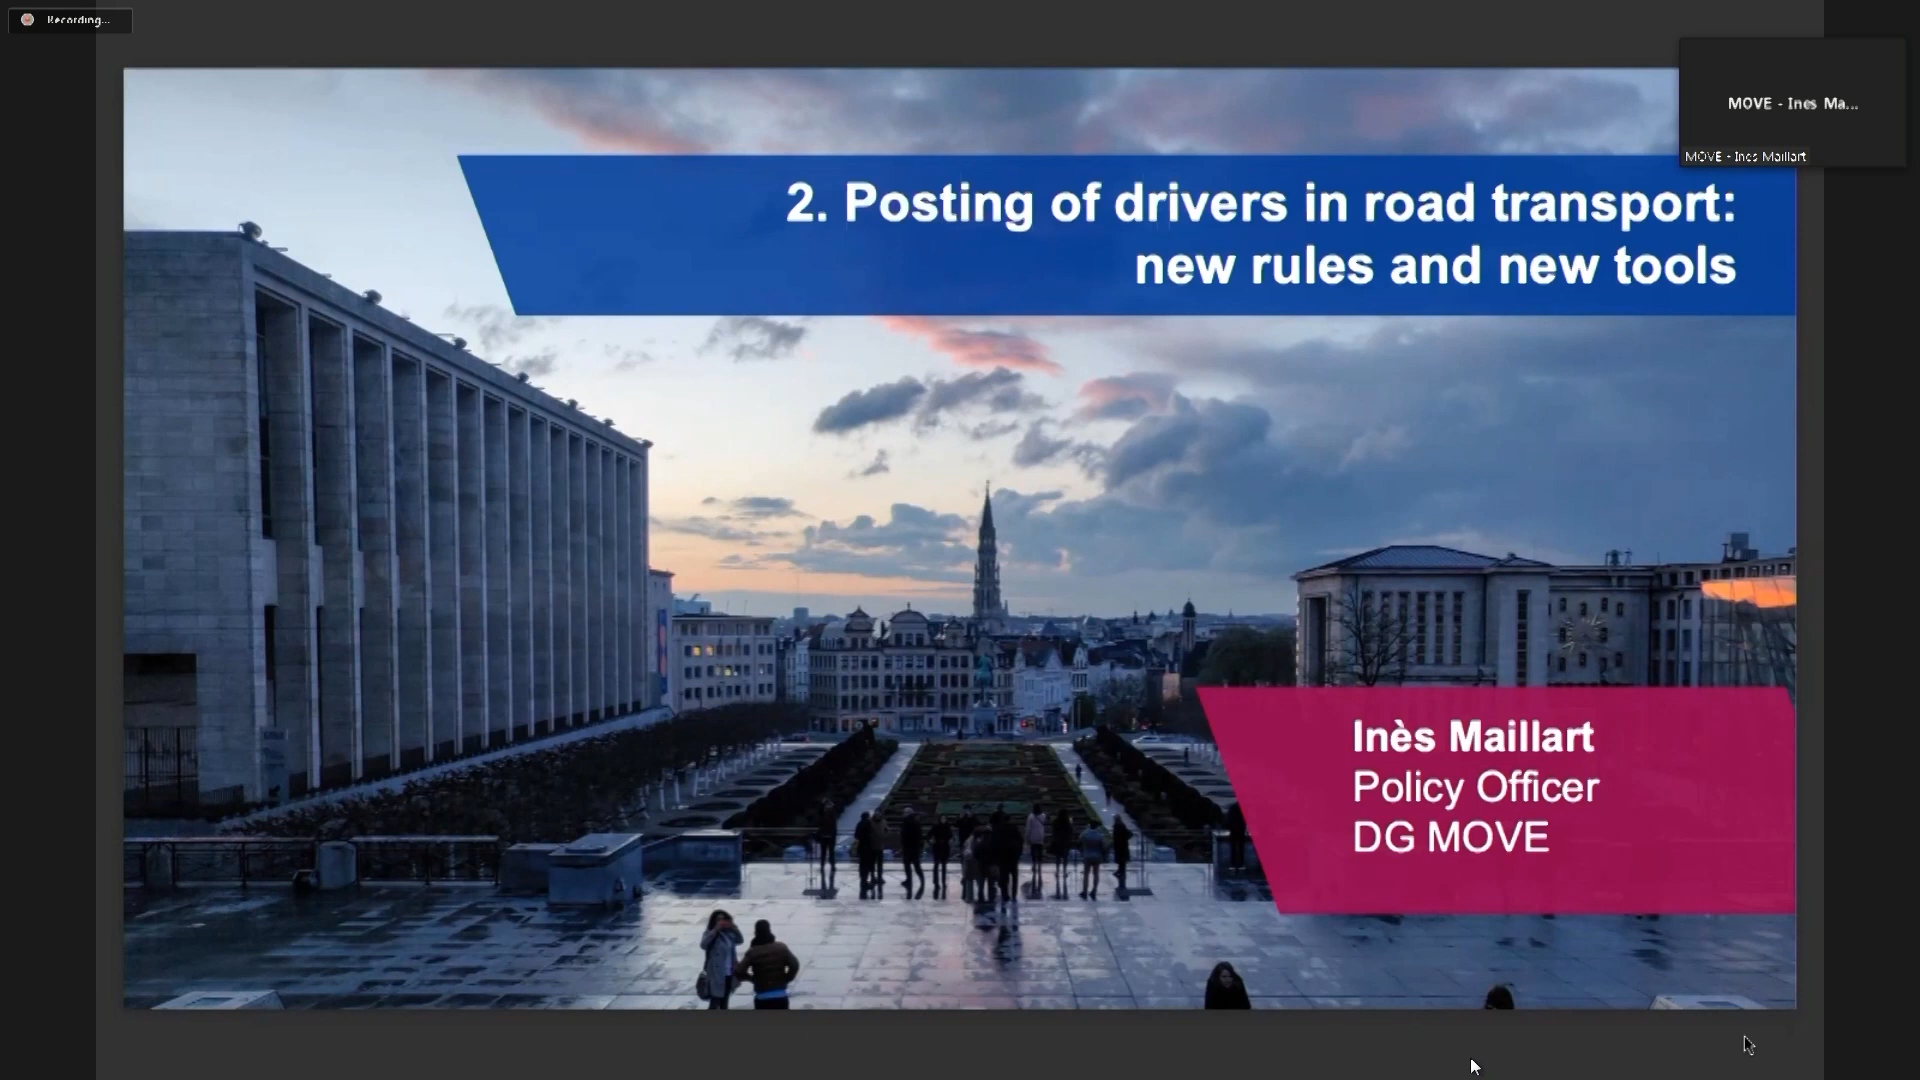 Recording...
MOVE - Ines Ma...
MOVE - Ines Maillart
2. Posting of drivers in road transport:
new rules and new tools
Inès Maillart
Policy Officer
DG MOVE